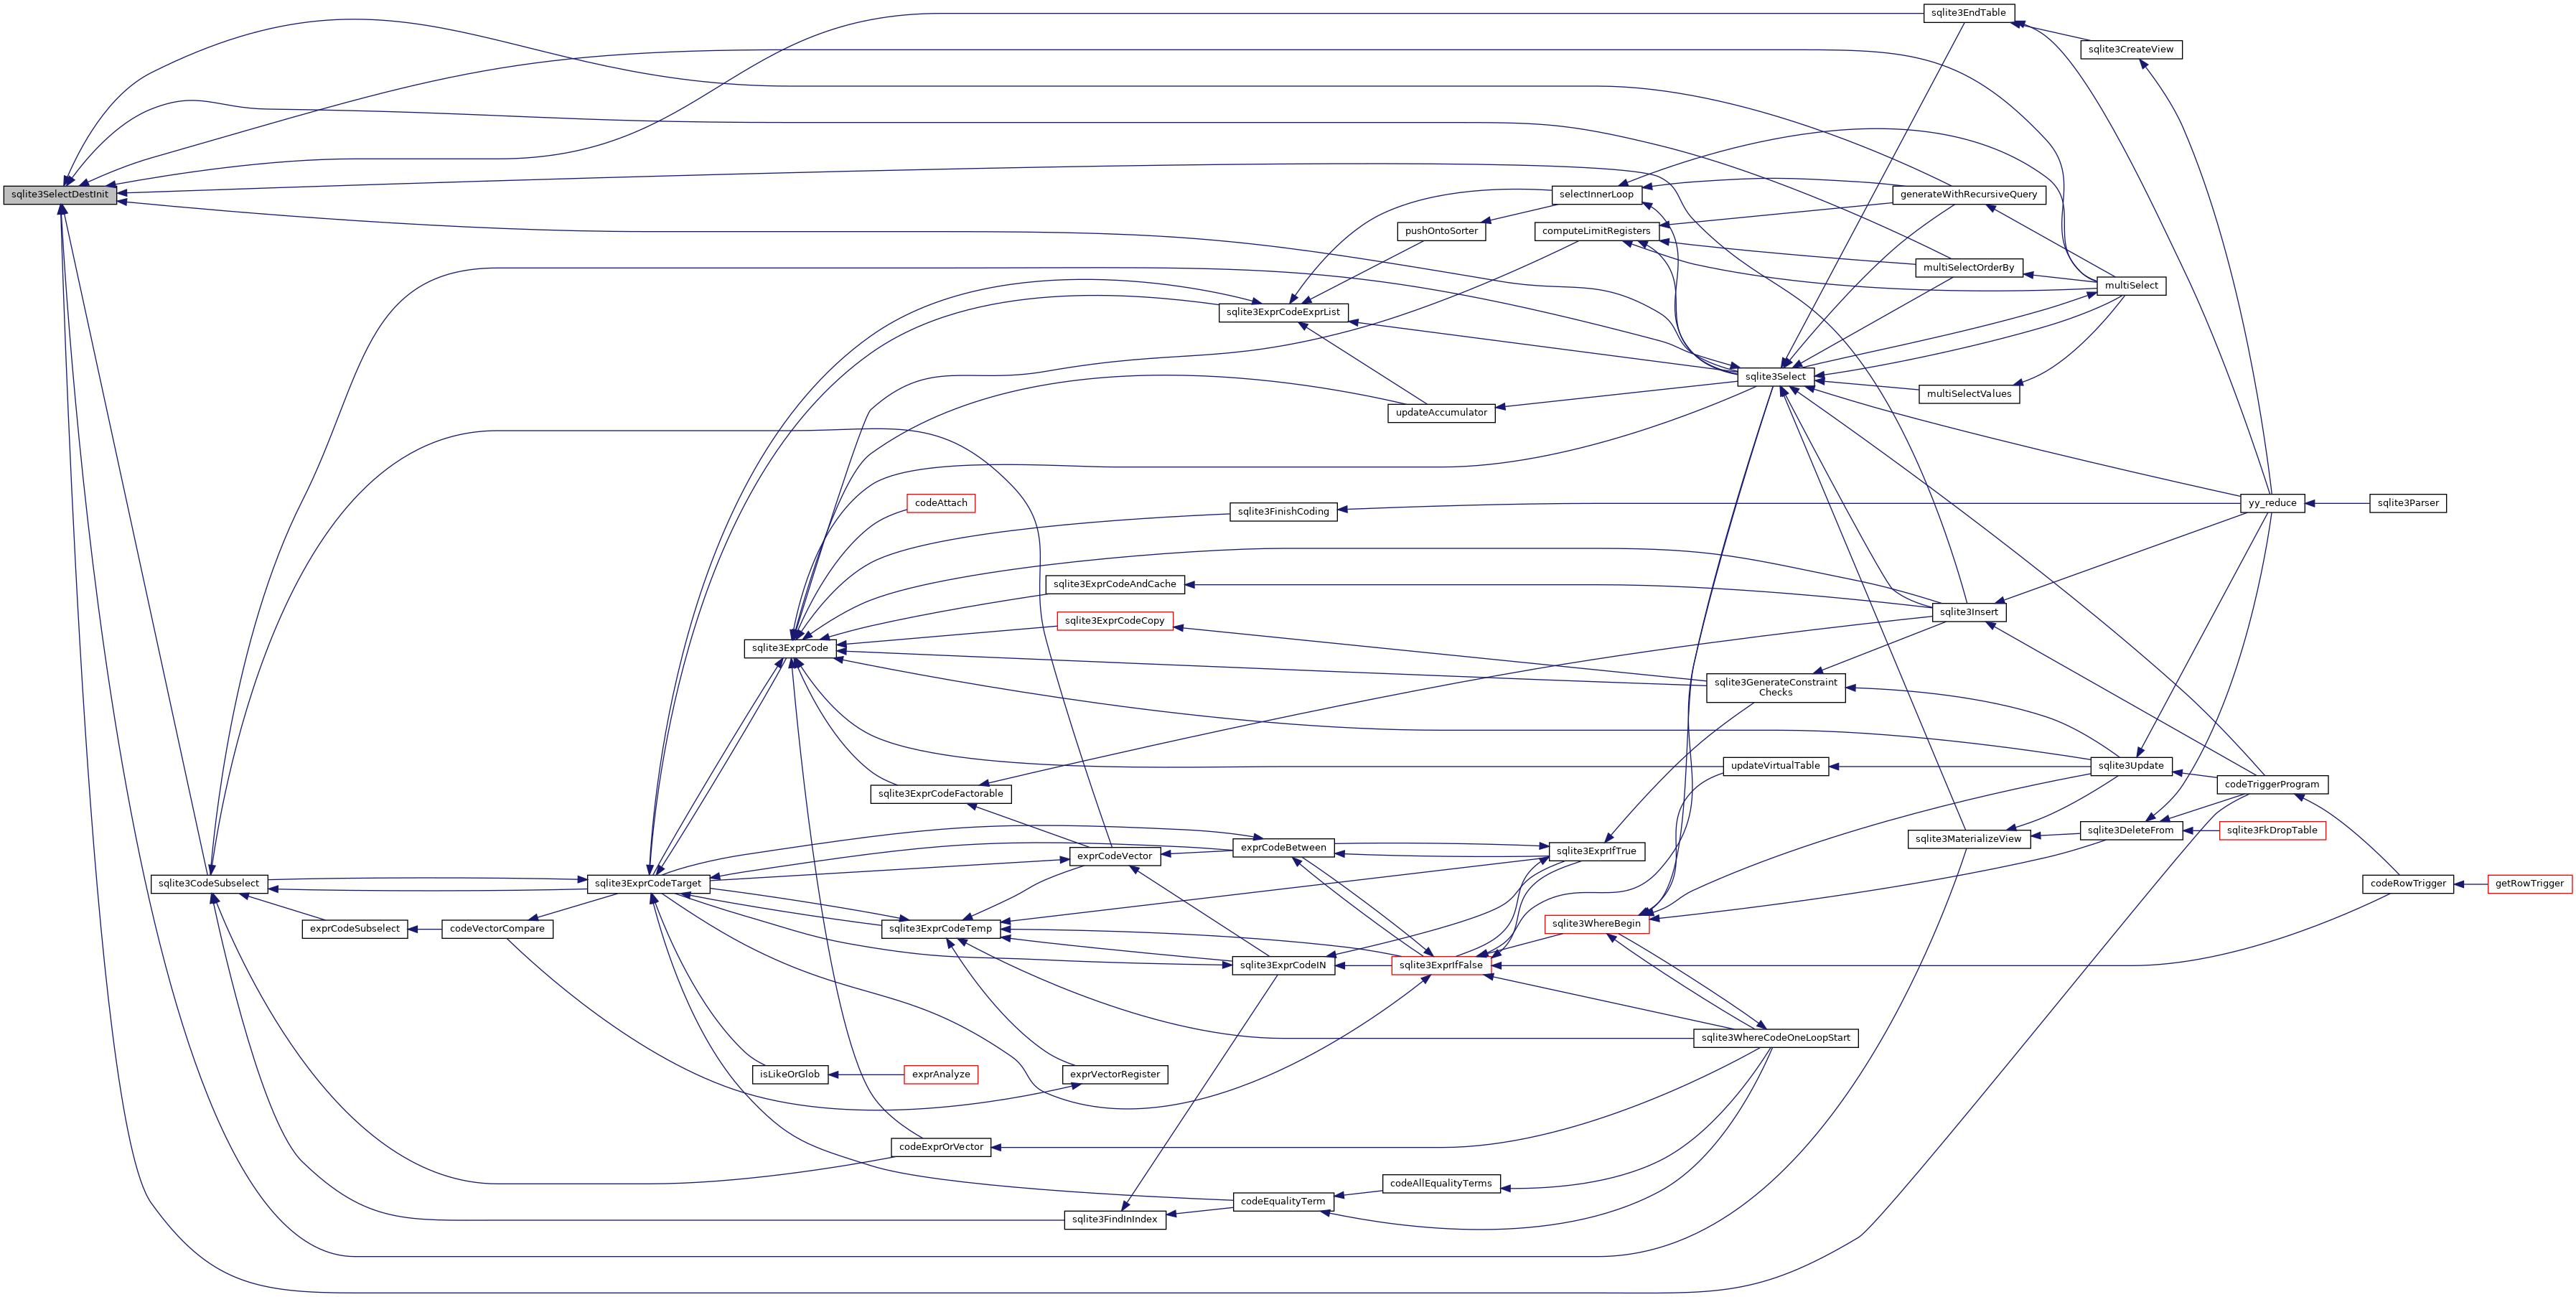 sqlite3EndTable
sqlite3CreateView
sqlite3SelectDestInit
selectInnerLoop
generateWithRecursiveQuery
pushOntoSorter
computeLimitRegisters
multiSelectOrderBy
multiSelect
sqlite3ExprCodeExprList
sqlite3Select
multiSelectValues
updateAccumulator
codeAttach
sqlite3FinishCoding
yy_reduce
sqlite3Parser
sqlite3ExprCodeAndCache
sqlite3ExprCodeCopy
sqlite3Insert
sqlite3ExprCode
sqlite3GenerateConstraint
Checks
updateVirtualTable
sqlite3Update
sqlite3ExprCodeFactorable
codeTriggerProgram
sqlite3MaterializeView
sqlite3DeleteFrom
sqlite3FkDropTable
exprCodeVector
exprCodeBetween
sqlite3ExprIfTrue
sqlite3CodeSubselect
sqlite3ExprCodeTarget
codeRowTrigger
getRowTrigger
exprCodeSubselect
codeVectorCompare
sqlite3ExprCodeTemp
sqlite3WhereBegin
sqlite3ExprCodeIN
sqlite3ExprIfFalse
sqlite3WhereCodeOneLoopStart
isLikeOrGlob
exprAnalyze
exprVectorRegister
codeExprOrVector
codeAllEqualityTerms
codeEqualityTerm
sqlite3FindInIndex